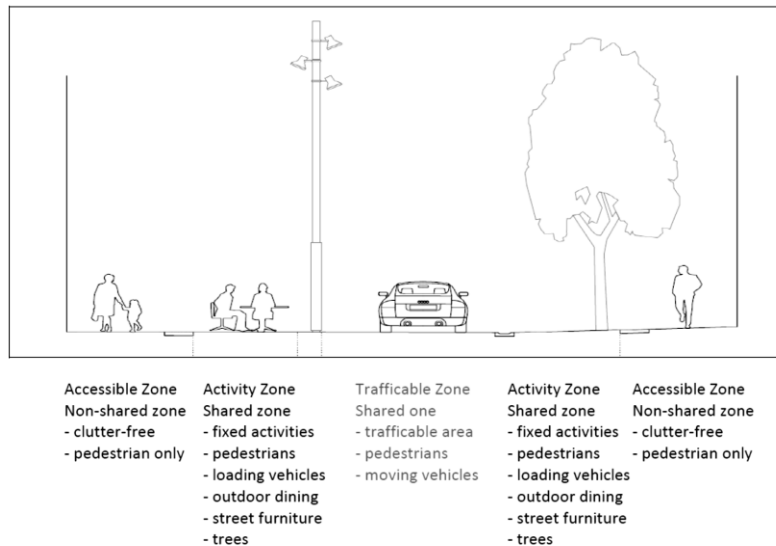 Accessible Zone
Non-shared zone
- clutter-free
- pedestrian only
Activity Zone
Shared zone
- fixed activities
- pedestrians
- loading vehicles
- outdoor dining
- street furniture
- trees
Trafficable Zone
Shared one
- trafficable area
- pedestrians
- moving vehicles
Activity Zone
Shared zone
- fixed activities
- pedestrians
- loading vehicles
- outdoor dining
- street furniture
- trees
Accessible Zone
Non-shared zone
- clutter-free
- pedestrian only